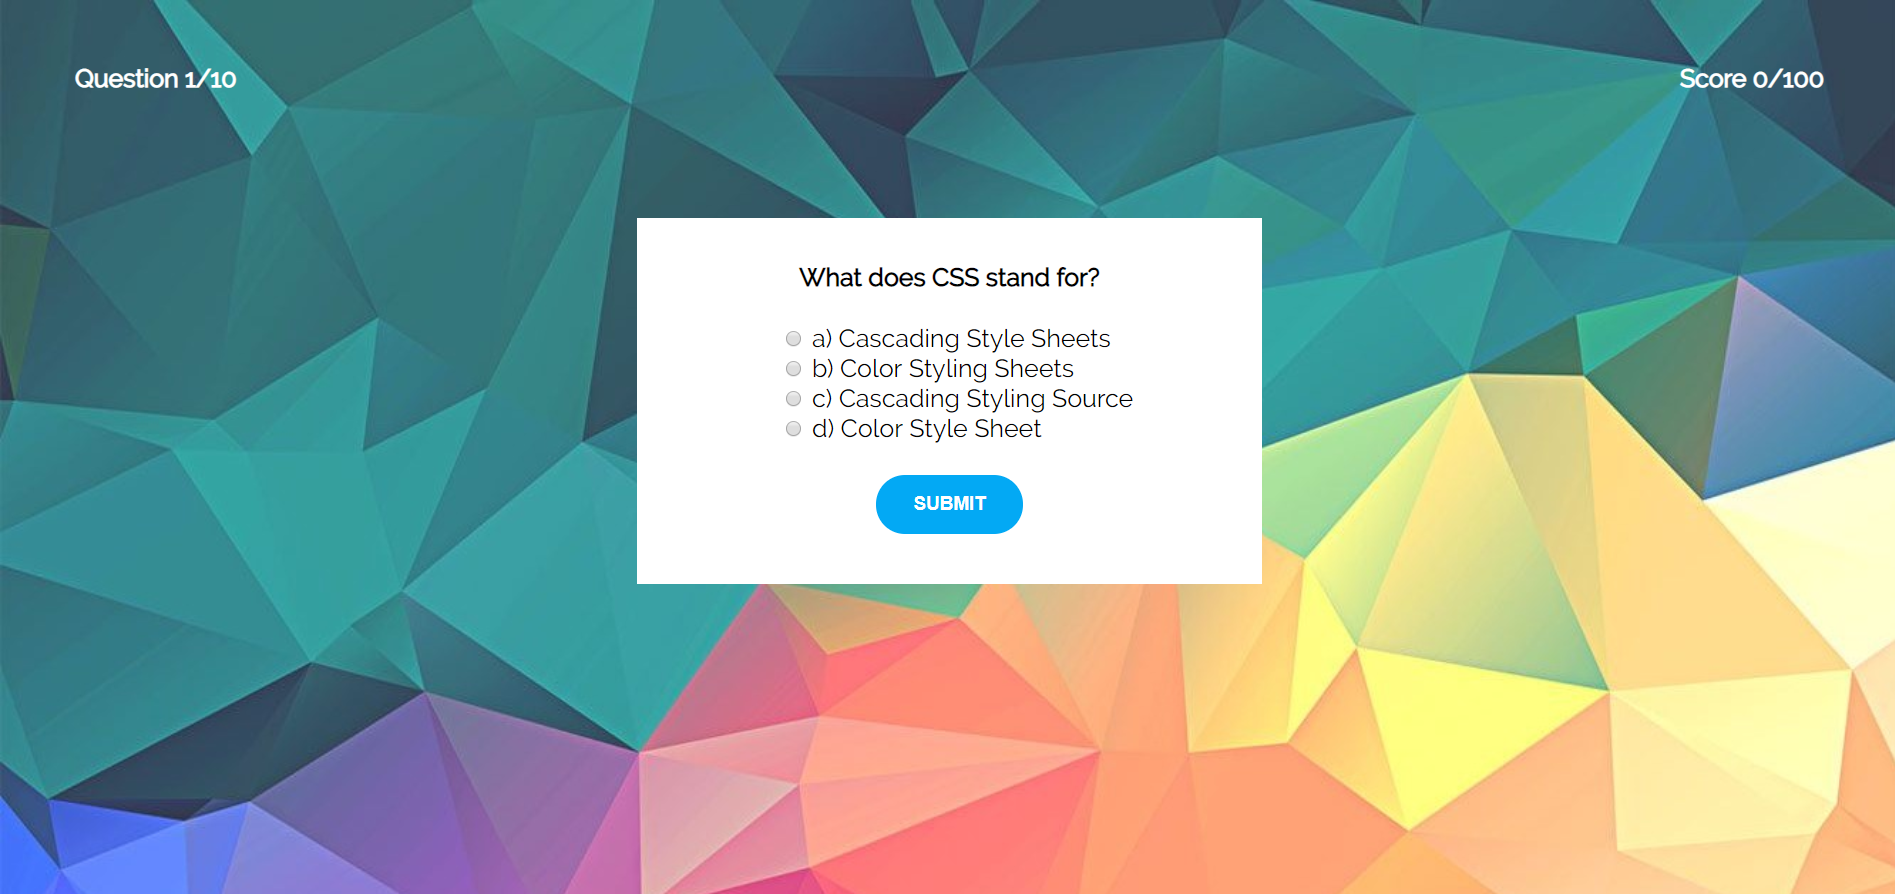 Question 1/10
Score 0/100
What does CSS stand for?
a) Cascading Style Sheets
b) Color Styling Sheets
c) Cascading Styling Source
d) Color Style Sheet
SUBMIT